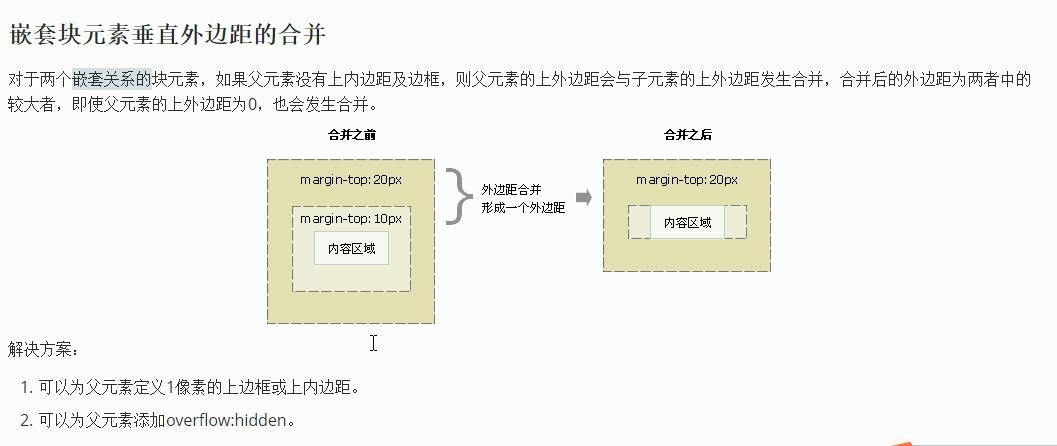 嵌套块元素垂直外边距的合并
对于两个嵌套关系的块元素，如果父元素没有上内边距及边框，则父元素的上外边距会与子元素的上外边距发生合并，合并后的外边距为两者中的
较大者，即使父元素的上外边距为0，也会发生合并。
合并之前
合并之后
margin-top:20px
margin-top:10px
内容区域
外边距合并
形成一个外边距
margin-top:20px
内容区域
解决方案：
1. 可以为父元素定义1像素的上边框或上内边距。
2. 可以为父元素添加overflow:hidden。